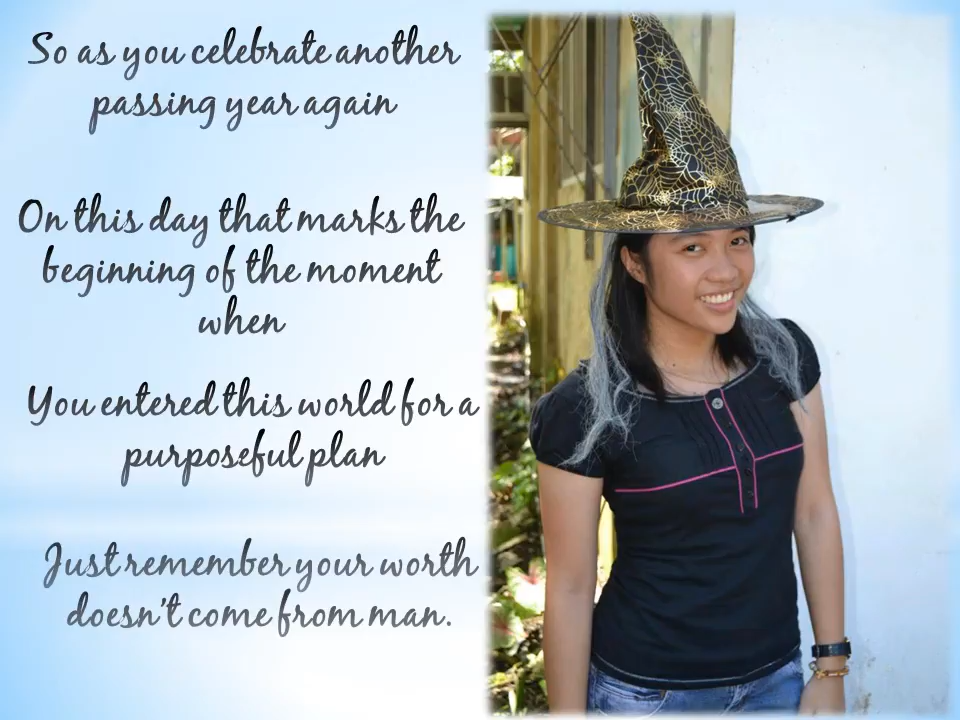 So as you celebrate another
passing year again
On this day that marks the
beginning of the moment
when
You entered this world for a
purposeful plan
Just remember your worth
doesn't come from man.